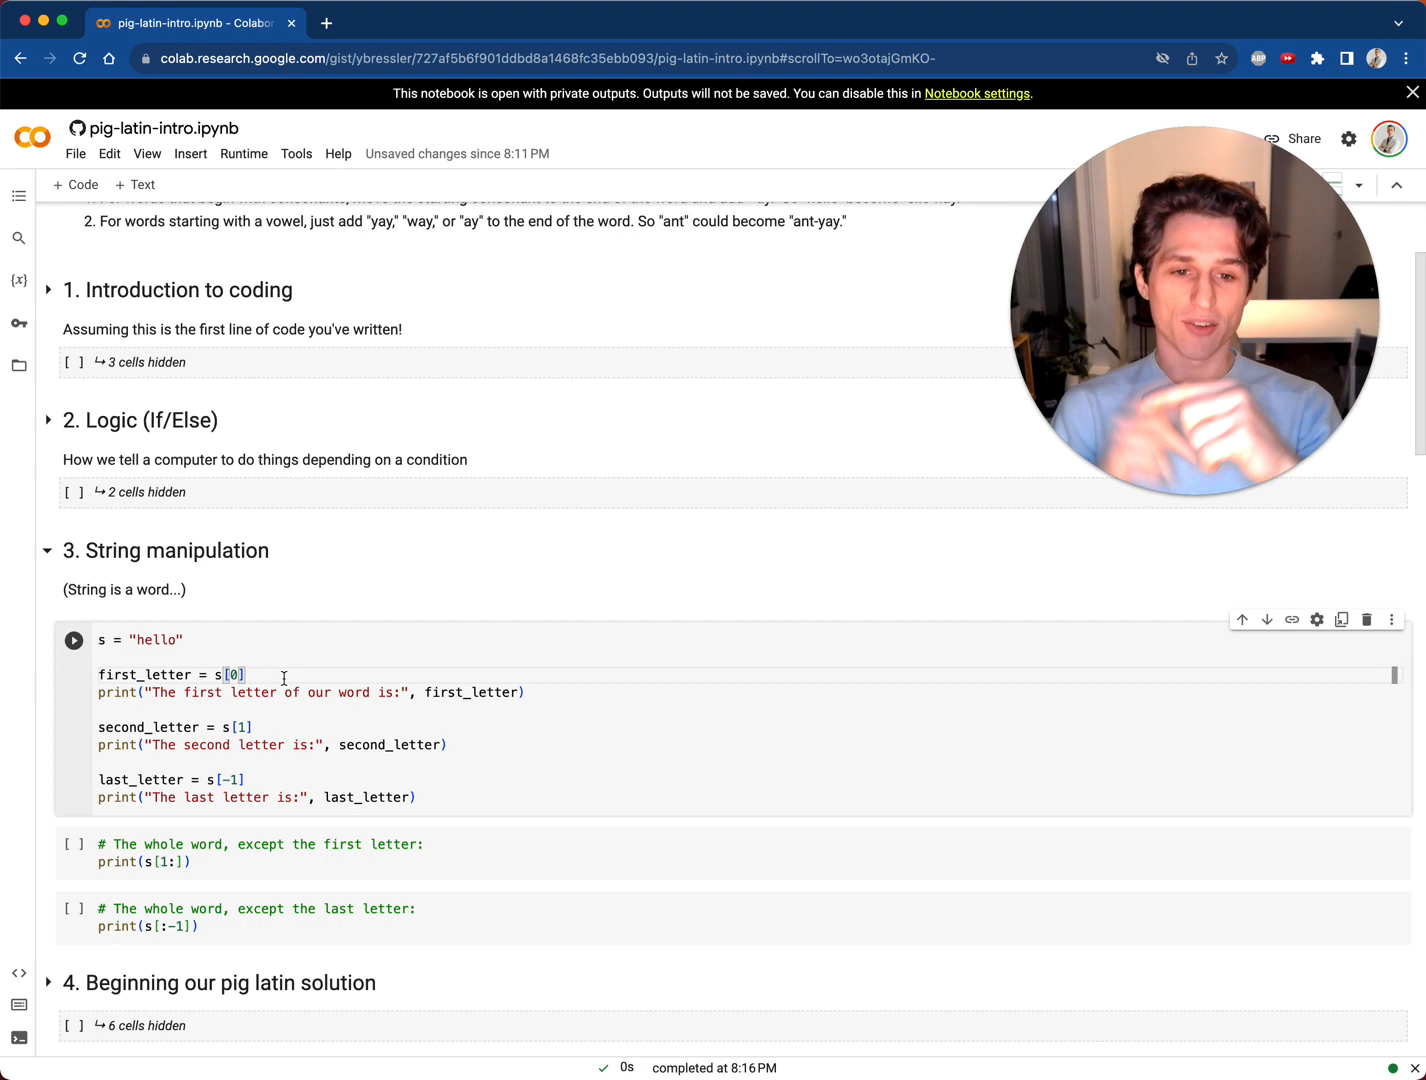 pig-latin-intro.ipynb - Colabor
colab.research.google.com/gist/ybressler/727af5b6f901ddbd8a1468fc35ebb093/pig-latin-intro.ipynb#scrollTo=wo3otajGmKO-
ABP
This notebook is open with private outputs. Outputs will not be saved. You can disable this in Notebook settings.
pig-latin-intro.ipynb
Share
File Edit View Insert Runtime Tools Help Unsaved changes since 8:11 PM
+ Code + Text
2. For words starting with a vowel, just add "yay," "way," or "ay" to the end of the word. So "ant" could become "ant-yay."
{x}
1. Introduction to coding
Assuming this is the first line of code you've written!
[ ] 3 cells hidden
2. Logic (If/Else)
How we tell a computer to do things depending on a condition
[ ] 2 cells hidden
3. String manipulation
(String is a word...)
s = "hello"
first_letter = s[0]
print("The first letter of our word is:", first_letter)
second_letter = s[1]
print("The second letter is:", second_letter)
last_letter = s[-1]
print("The last letter is:", last_letter)
[ ] # The whole word, except the first letter:
print(s[1:])
[ ] # The whole word, except the last letter:
print(s[:-1])
4. Beginning our pig latin solution
[ ] 6 cells hidden
0s completed at 8:16 PM